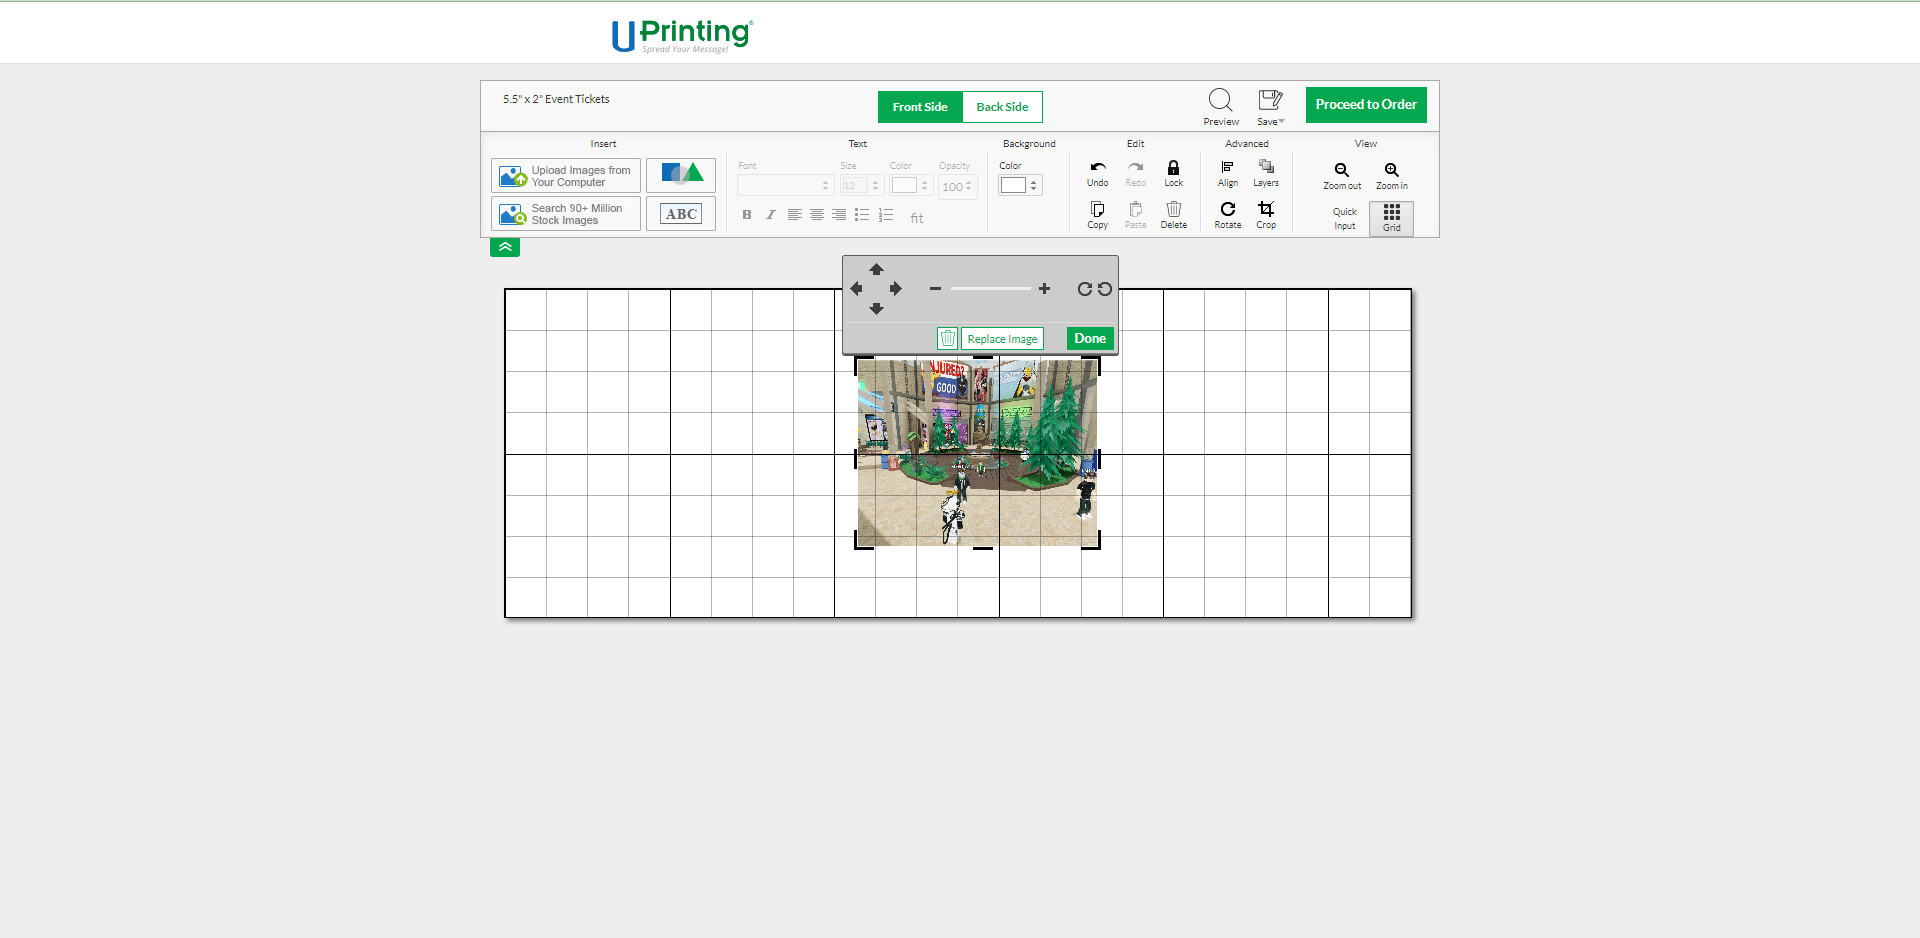 UPrinting®
Spread Your Message!
5.5" x 2" Event Tickets
Front Side
Back Side
Preview
Save
Proceed to Order
Insert
Text
Background
Edit
Advanced
View
Upload Images from
Your Computer
Search 90+ Million
Stock Images
ABC
Font
Size
Color
Opacity
12
100
B
I
fit
Color
Undo
Redo
Lock
Copy
Paste
Delete
Align
Layers
Rotate
Crop
Zoom out
Zoom in
Quick
Input
Grid
Replace Image
Done
JURED?
GOOD